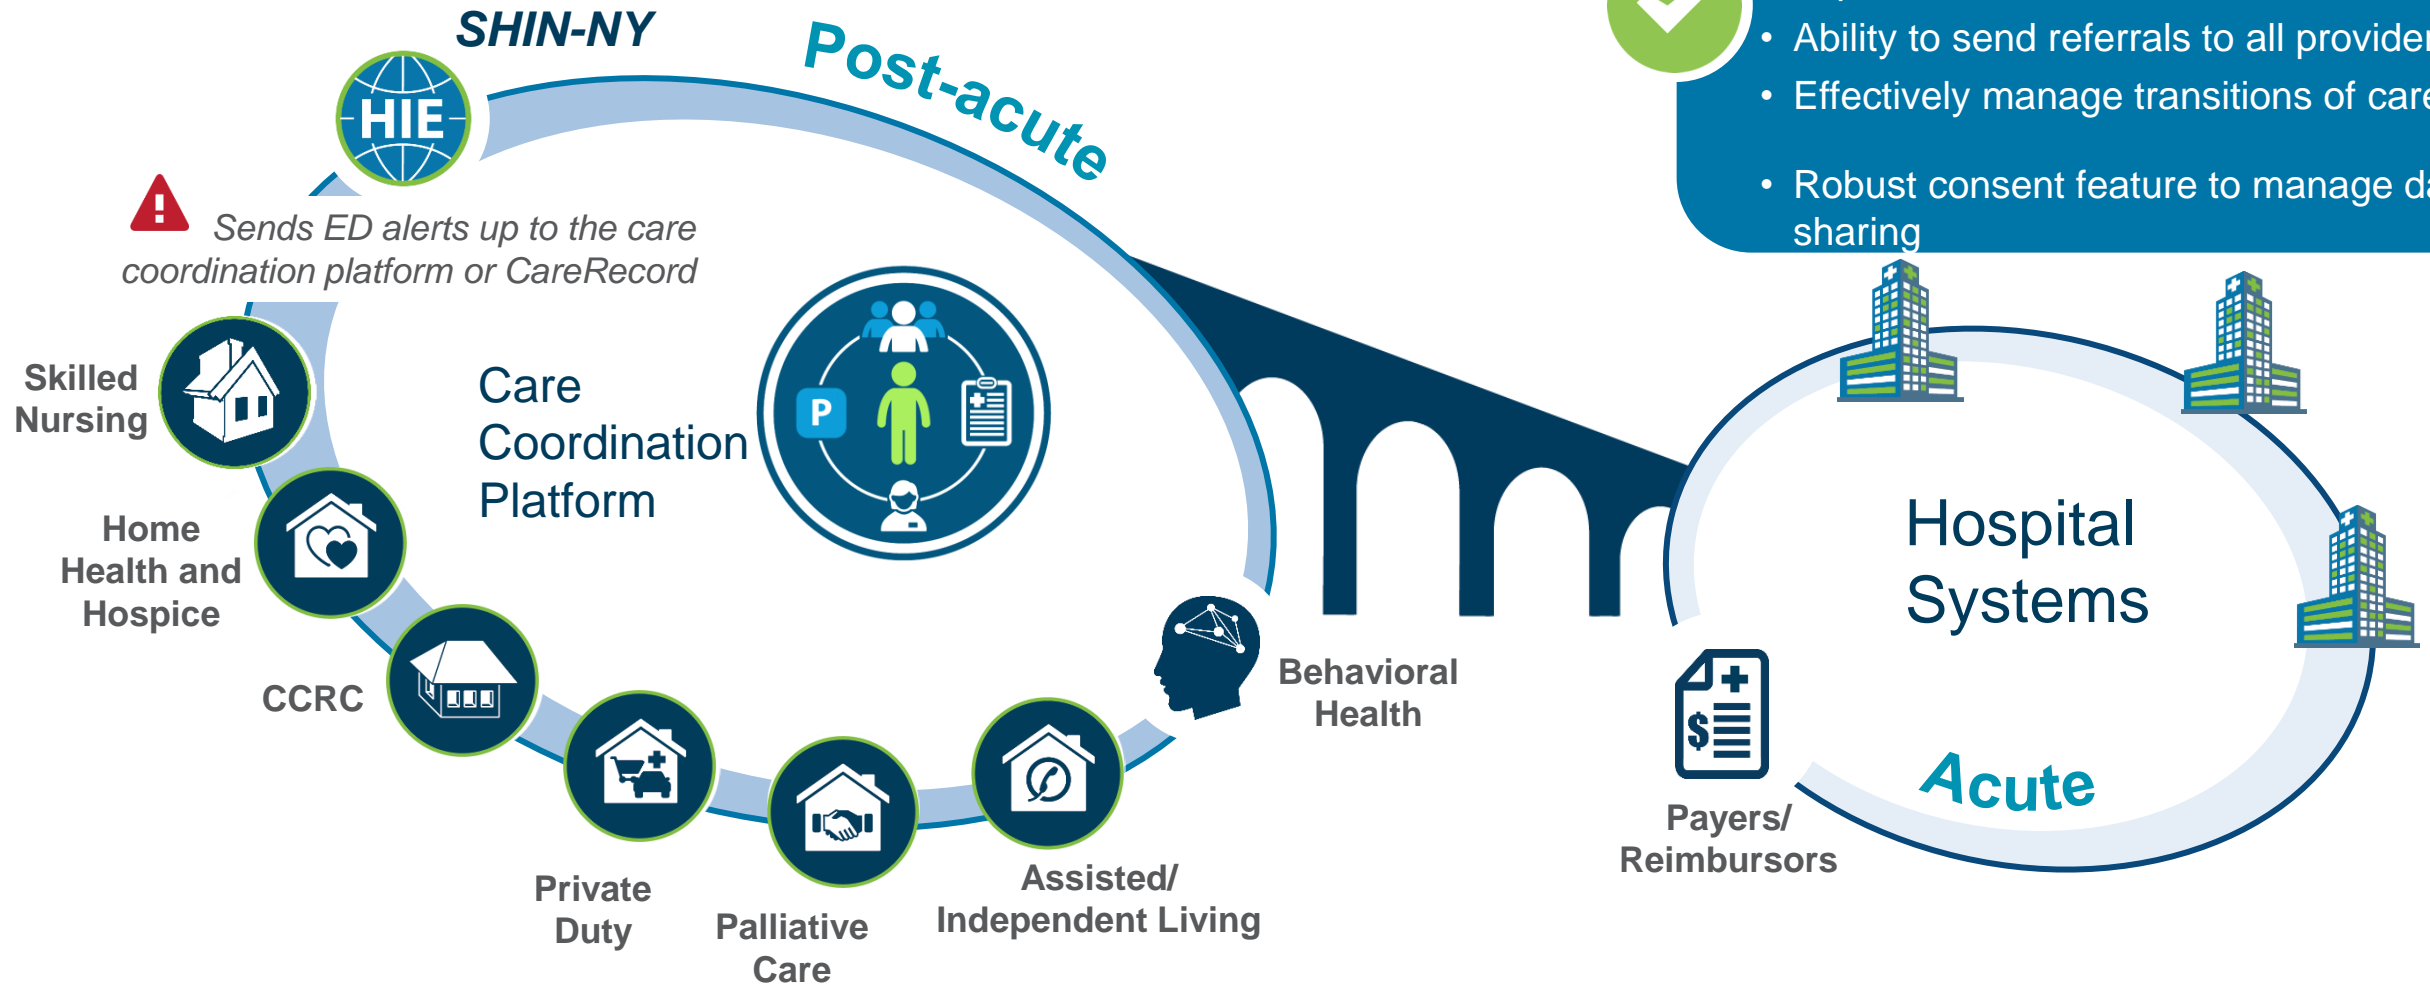 SHIN-NY
HIE
Post-acute
Sends ED alerts up to the care
coordination platform or CareRecord
Skilled
Nursing
Home
Health and
Hospice
CCRC
Private
Duty
Palliative
Care
Assisted/
Independent Living
Behavioral
Health
Care
Coordination
Platform
P
• Ability to send referrals to all
• Effectively manage transitions of care
• Robust consent feature to manage
sharing
Hospital
Systems
$
Payers/
Reimbursors
Acute